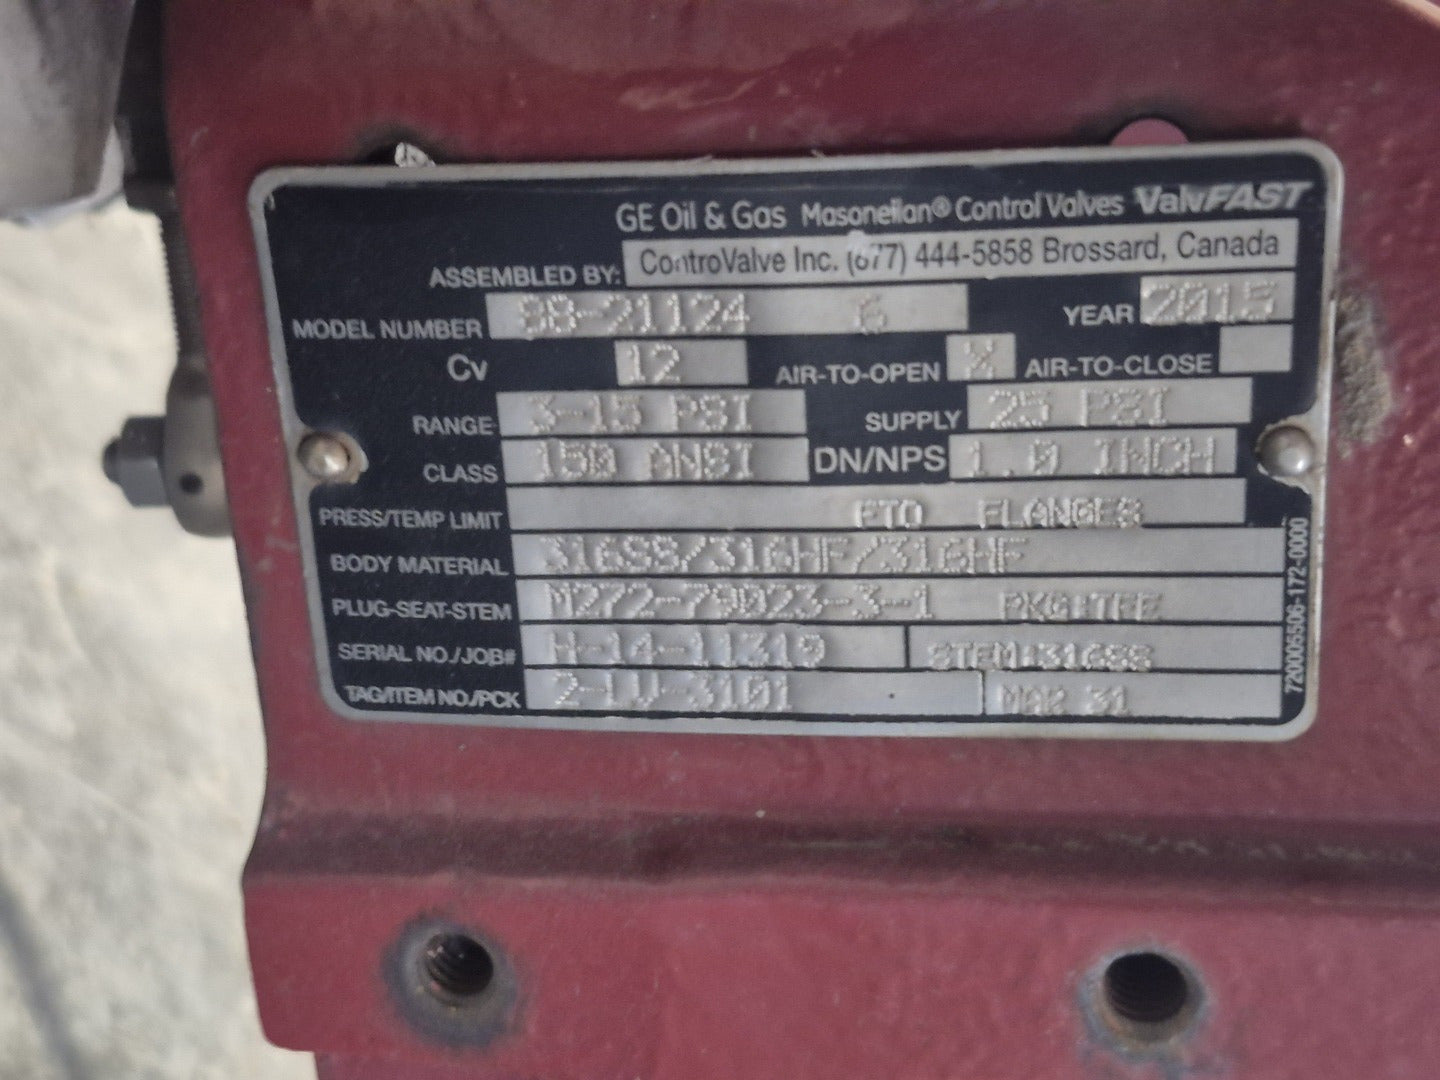 GE Oil & Gas Masoneilan® Control Valves ValvFAST
ASSEMBLED BY: ControValve Inc. (877) 444-5858 Brossard, Canada
MODEL NUMBER 88-21124 6 YEAR 2015
Cv 12 AIR-TO-OPEN X AIR-TO-CLOSE
RANGE 3-15 PSI SUPPLY 25 PSI
CLASS 150 ANSI DN/NPS 1.0 INCH
PRESS/TEMP LIMIT PTO FLANGES
BODY MATERIAL 316SS/316HF/316HF
PLUG-SEAT-STEM M272-79023-3-1 PKG:TFE
SERIAL NO./JOB# H-14-11319 STEM:316SS
TAG/ITEM NO./PCK 2-LV-3101 MAX 31
720005506-172-0000